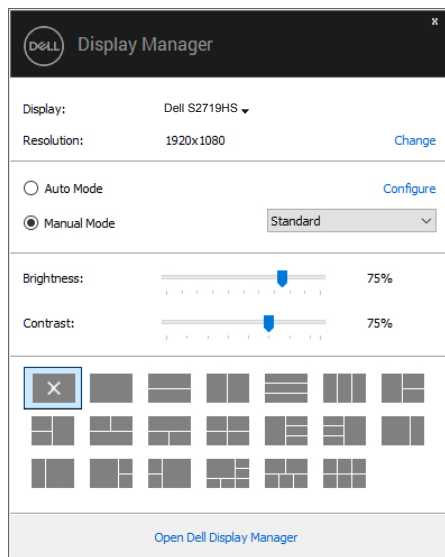 x
DELL Display Manager
Display: Dell S2719HS
Resolution: 1920x1080 Change
Auto Mode Configure
Manual Mode Standard
Brightness: 75%
Contrast: 75%
Open Dell Display Manager